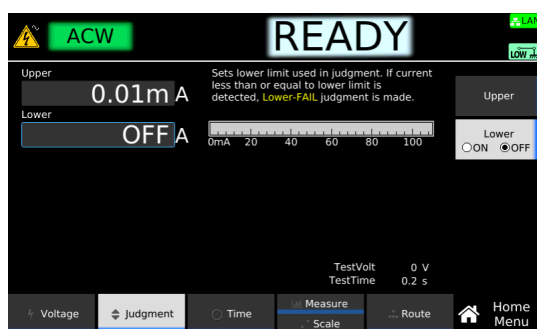 ACW
READY
LAN
LOW
Upper
0.01m A
Lower
OFF A
Sets lower limit used in judgment. If current
less than or equal to lower limit is
detected, Lower-FAIL judgment is made.
0mA 20 40 60 80 100
Upper
Lower
ON OFF
TestVolt 0 V
TestTime 0.2 s
Voltage
Judgment
Time
Measure
Scale
Route
Home
Menu